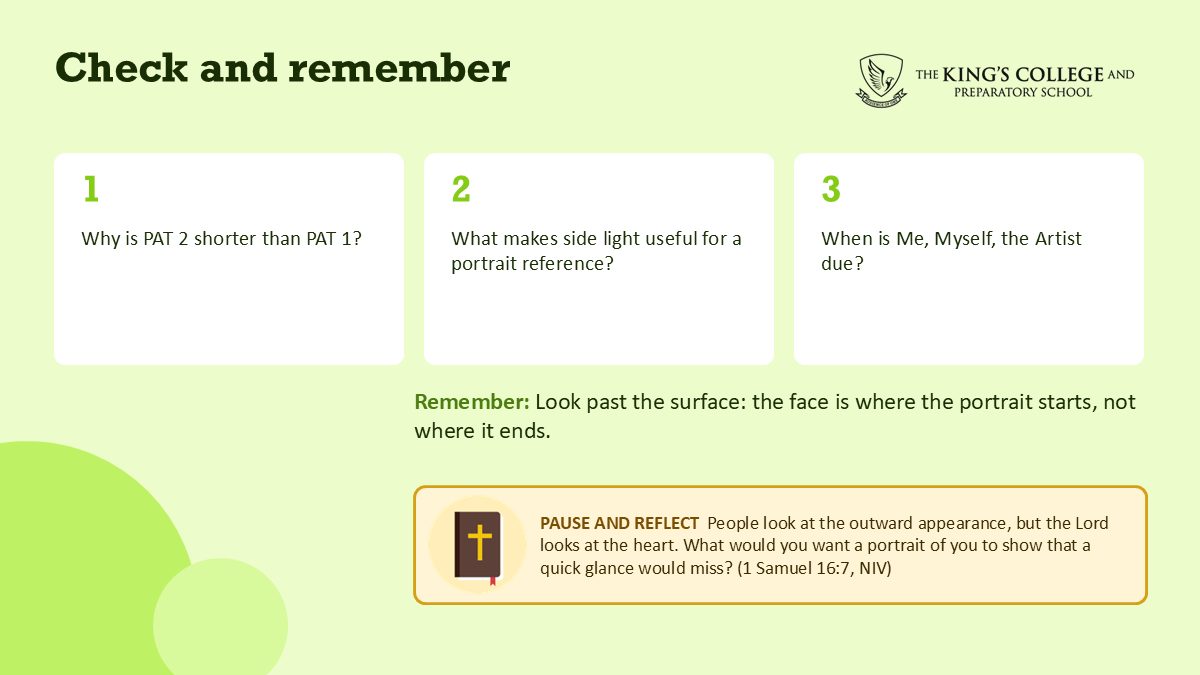 Check and remember
THE KING'S COLLEGE AND
PREPARATORY SCHOOL
1
Why is PAT 2 shorter than PAT 1?
2
What makes side light useful for a
portrait reference?
3
When is Me, Myself, the Artist
due?
Remember: Look past the surface: the face is where the portrait starts, not
where it ends.
PAUSE AND REFLECT People look at the outward appearance, but the Lord
looks at the heart. What would you want a portrait of you to show that a
quick glance would miss? (1 Samuel 16:7, NIV)